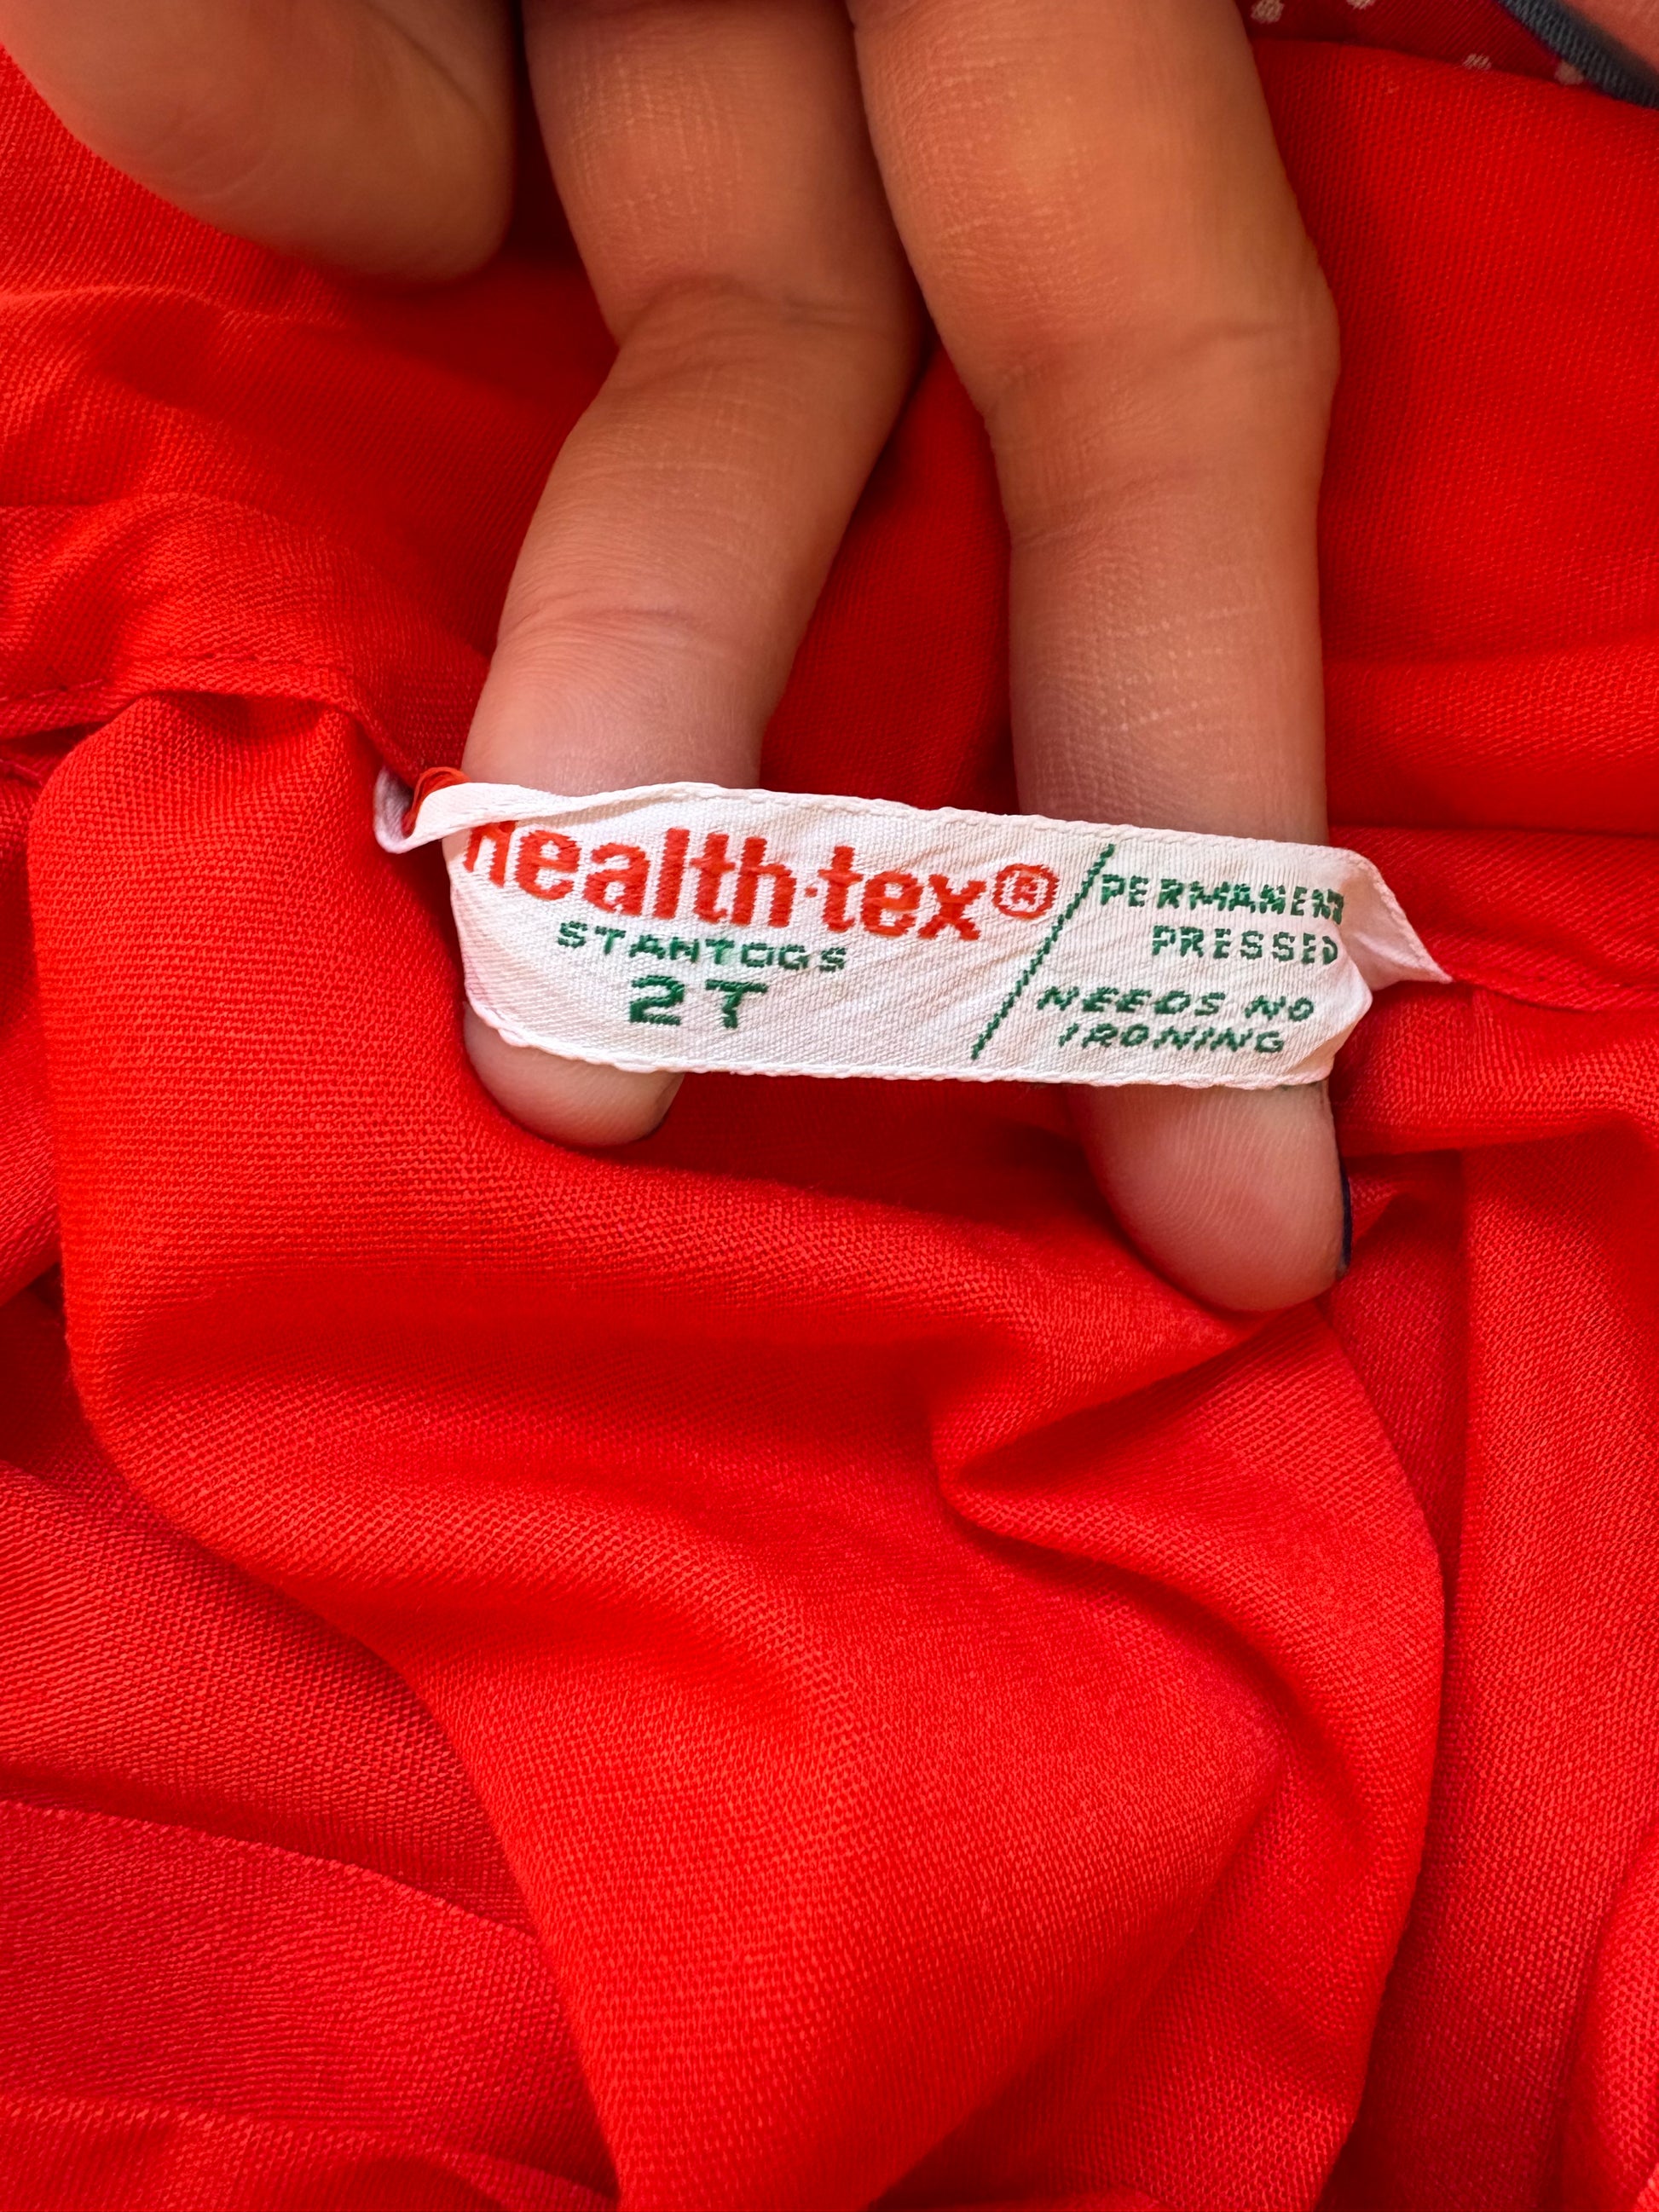 Health·tex®
STANTOGS
2T
PERMANENT
PRESSED
NEEDS NO
IRONING